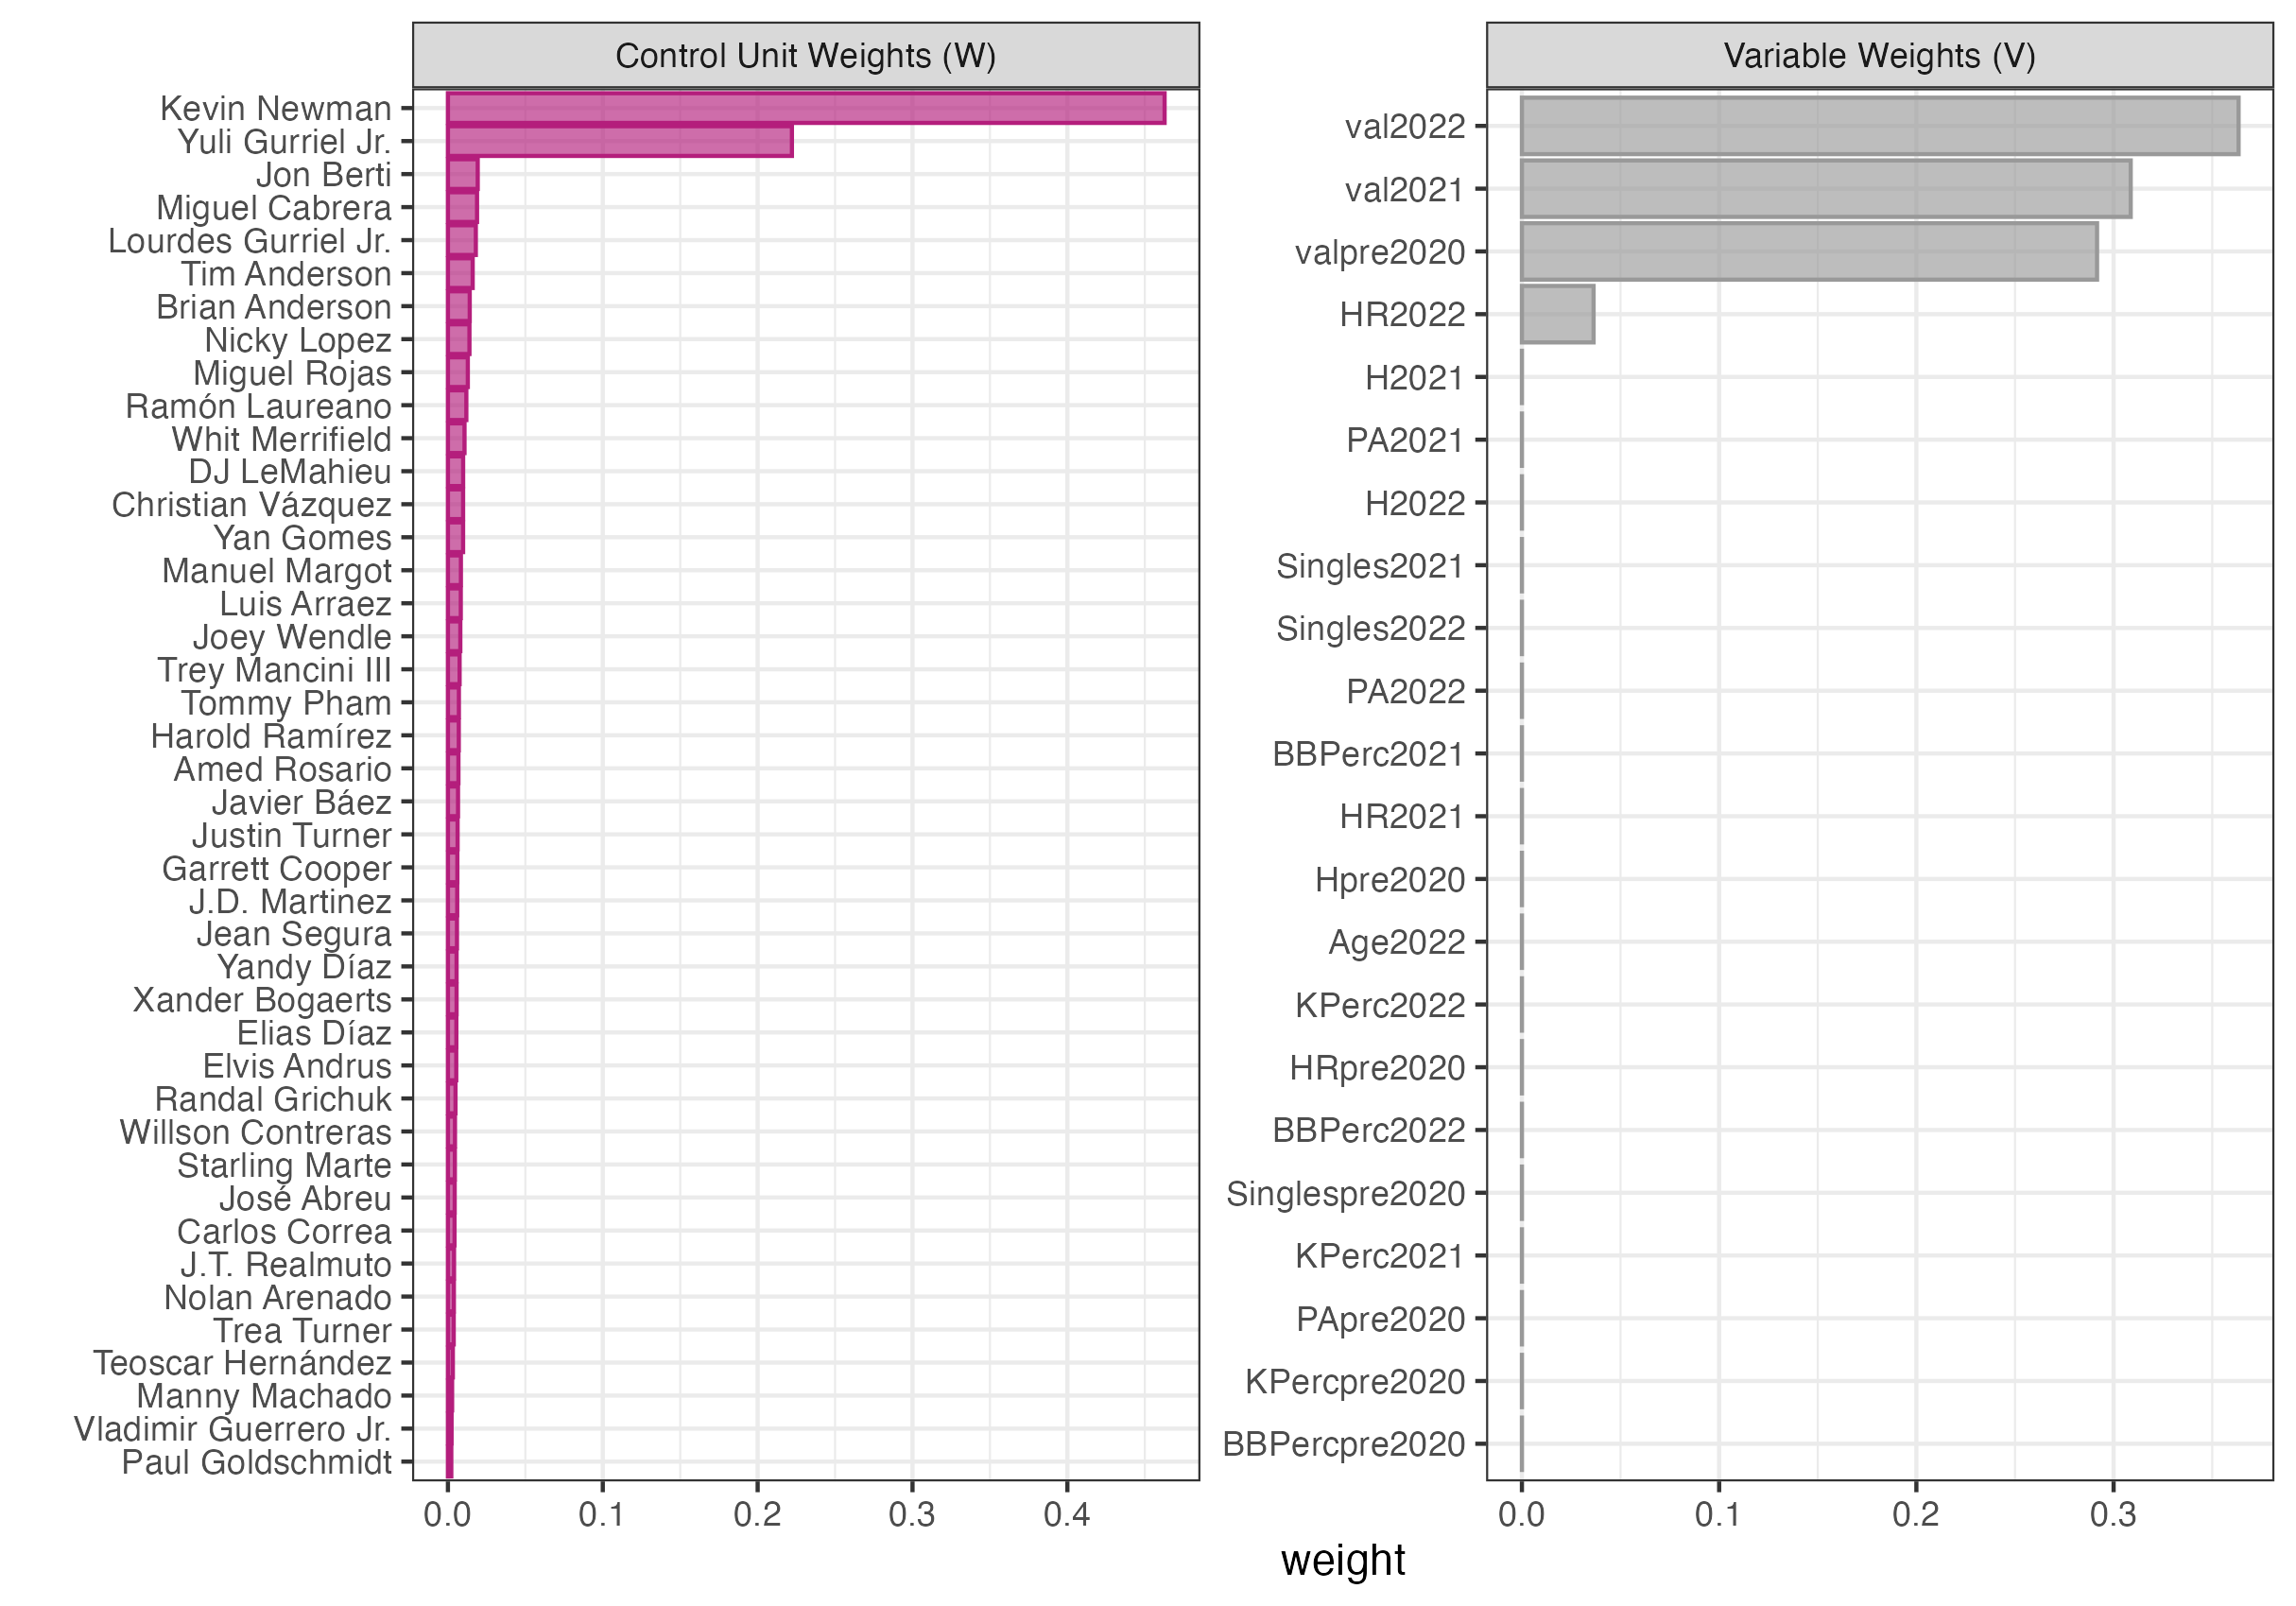 Control Unit Weights (W)
Kevin Newman
Yuli Gurriel Jr.
Jon Berti
Miguel Cabrera
Lourdes Gurriel Jr.
Tim Anderson
Brian Anderson
Nicky Lopez
Miguel Rojas
Ramón Laureano
Whit Merrifield
DJ LeMahieu
Christian Vázquez
Yan Gomes
Manuel Margot
Luis Arraez
Joey Wendle
Trey Mancini III
Tommy Pham
Harold Ramírez
Amed Rosario
Javier Báez
Justin Turner
Garrett Cooper
J.D. Martinez
Jean Segura
Yandy Díaz
Xander Bogaerts
Elias Díaz
Elvis Andrus
Randal Grichuk
Willson Contreras
Starling Marte
José Abreu
Carlos Correa
J.T. Realmuto
Nolan Arenado
Trea Turner
Teoscar Hernández
Manny Machado
Vladimir Guerrero Jr.
Paul Goldschmidt
0.0 0.1 0.2 0.3 0.4
Variable Weights (V)
val2022
val2021
valpre2020
HR2022
H2021
PA2021
H2022
Singles2021
Singles2022
PA2022
BBPerc2021
HR2021
Hpre2020
Age2022
KPerc2022
HRpre2020
BBPerc2022
Singlespre2020
KPerc2021
PApre2020
KPercpre2020
BBPercpre2020
0.0 0.1 0.2 0.3
weight